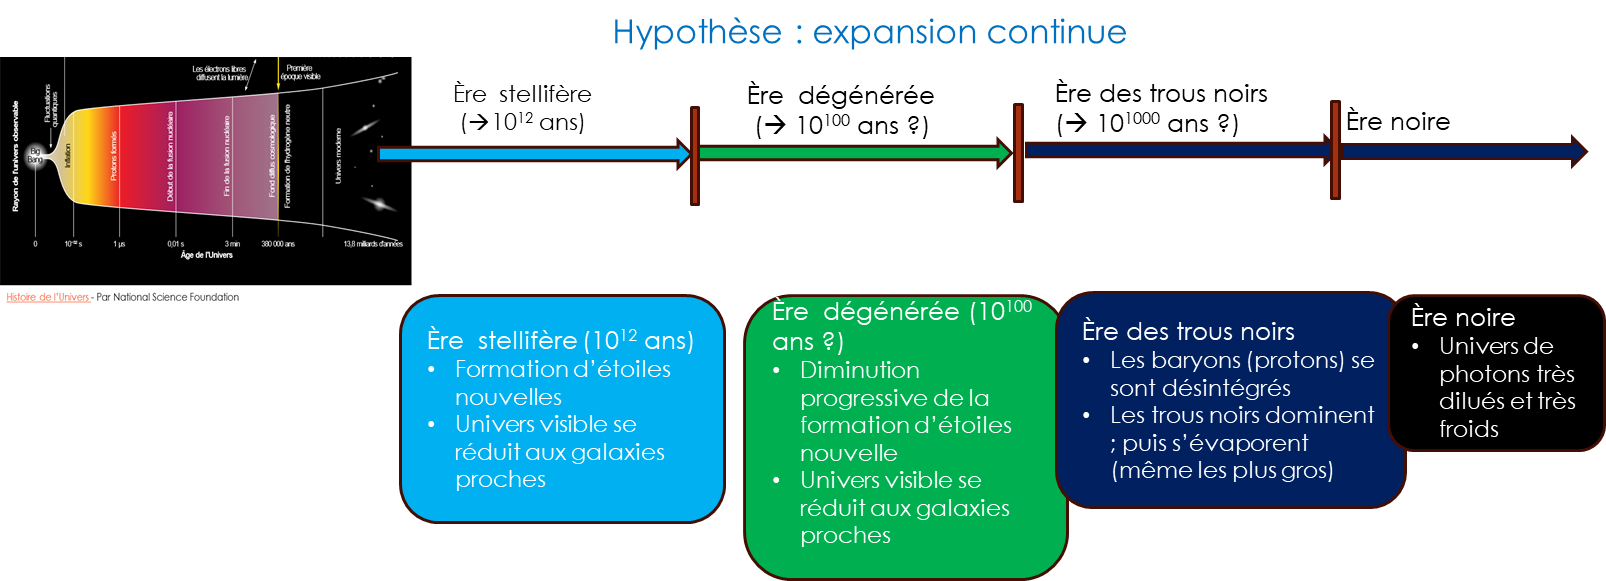 Hypothèse : expansion continue
Les électrons libres
diffusent la lumière
Première
époque visible
Rayon de l'univers observable
Fluctuations
quantiques
Big
Bang
Inflation
Protons formés
Début de la fusion nucléaire
Fin de la fusion nucléaire
Fond diffus cosmologique
Formation de l'hydrogène neutre
Univers moderne
0
10⁻³² s
1 µs
0,01 s
3 min
380 000 ans
13,8 milliards d'années
Âge de l'Univers
Histoire de l'Univers - Par National Science Foundation
Ère stellifère
(→10¹² ans)
Ère dégénérée
(→ 10¹⁰⁰ ans ?)
Ère des trous noirs
(→ 10¹⁰⁰⁰ ans ?)
Ère noire
Ère stellifère (10¹² ans)
• Formation d'étoiles
nouvelles
• Univers visible se
réduit aux galaxies
proches
Ère dégénérée (10¹⁰⁰
ans ?)
• Diminution
progressive de la
formation d'étoiles
nouvelle
• Univers visible se
réduit aux galaxies
proches
Ère des trous noirs
• Les baryons (protons) se
sont désintégrés
• Les trous noirs dominent
; puis s'évaporent
(même les plus gros)
Ère noire
• Univers de
photons très
dilués et très
froids